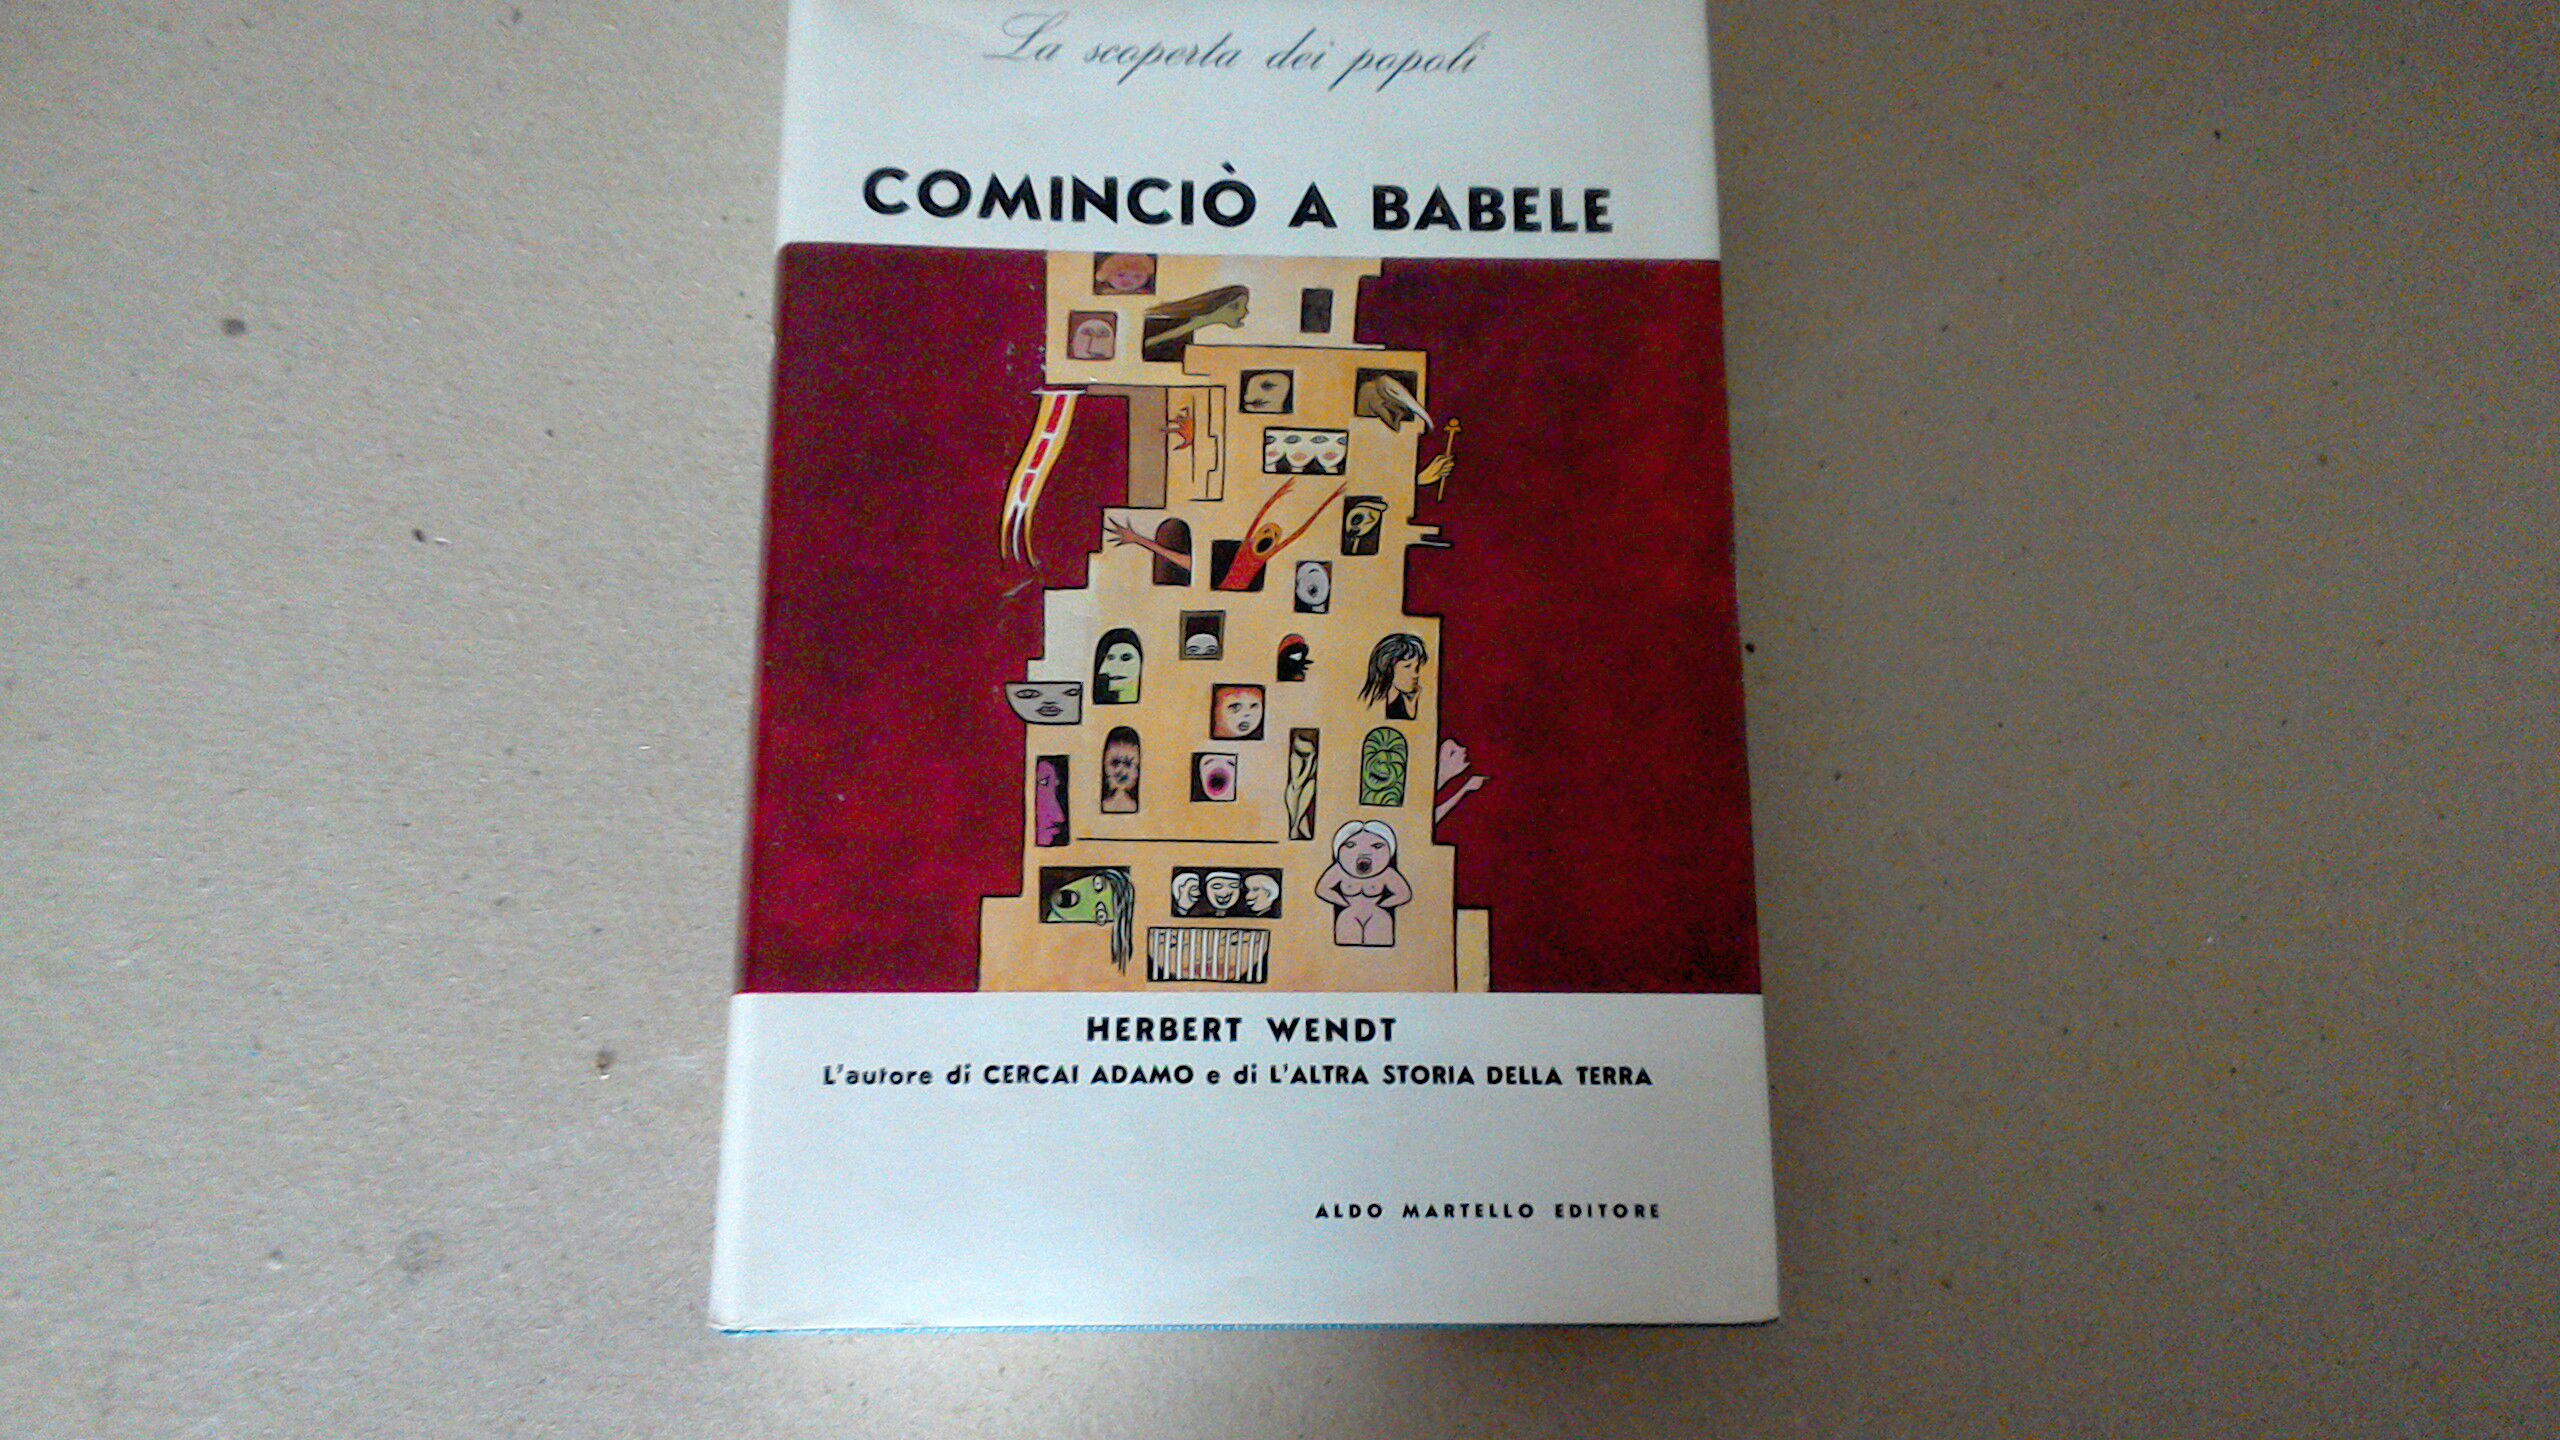 La scoperta dei popoli
COMINCIÒ A BABELE
HERBERT WENDT
L'autore di CERCAI ADAMO e di L'ALTRA STORIA DELLA TERRA
ALDO MARTELLO EDITORE